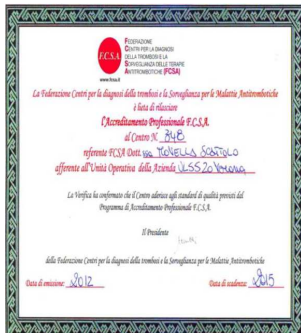 FEDERAZIONE
CENTRI PER LA DIAGNOSI
DELLA TROMBOSI E LA
SORVEGLIANZA DELLE TERAPIE
ANTITROMBOTICHE (FCSA)
F.C.S.A.
www.fcsa.it
La Federazione Centri per la diagnosi della trombosi e la Sorveglianza per le Malattie Antitrombotiche
è lieta di rilasciare
l'Accreditamento Professionale F.C.S.A.
al Centro N. 348
referente FCSA Dott.ssa
afferente all'Unità Operativa della Azienda ULSS 20 Verona
La Verifica ha confermato che il Centro aderisce agli standard di qualità previsti dal
Programma di Accreditamento Professionale F.C.S.A.
Il Presidente
della Federazione Centri per la diagnosi della trombosi e la Sorveglianza per le Malattie Antitrombotiche
Data di emissione: 2012
Data di scadenza: 2015